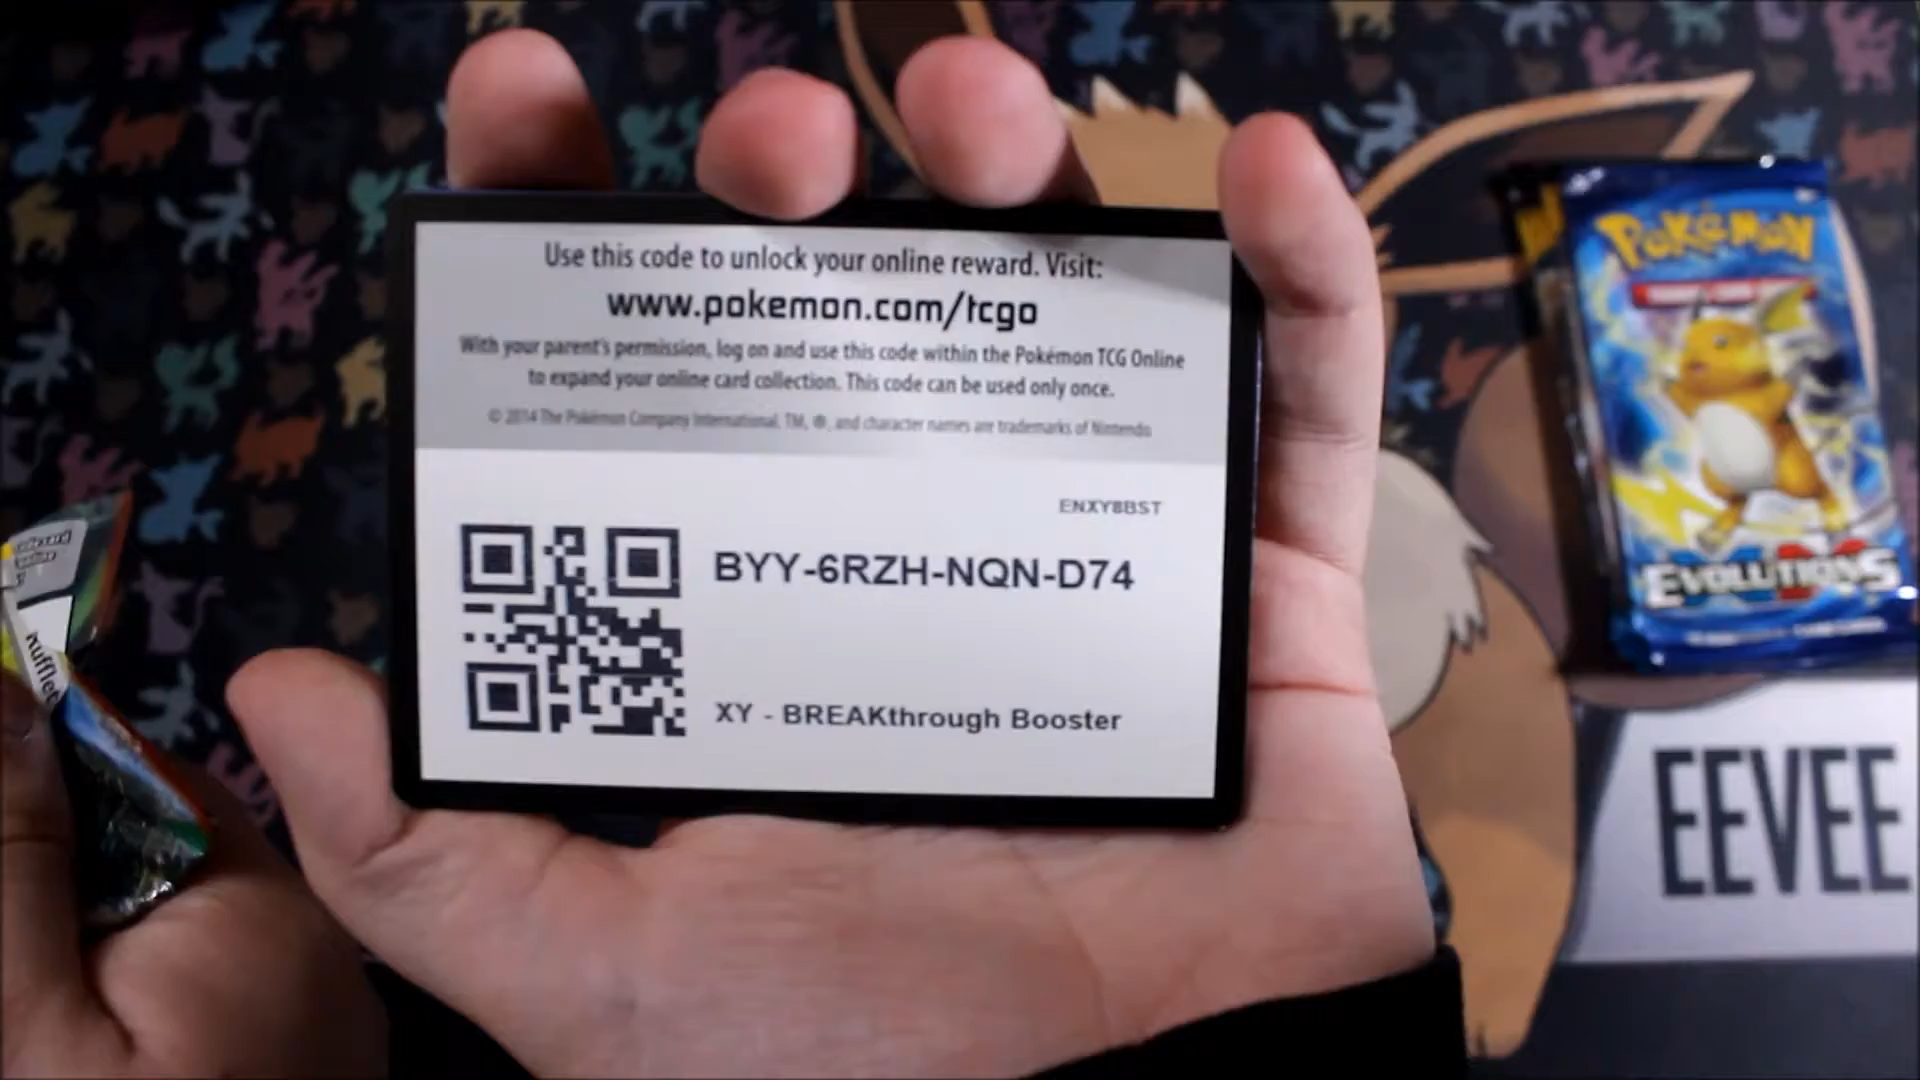 Use this code to unlock your online reward. Visit:
www.pokemon.com/tcgo
With your parent's permission, log on and use this code within the Pokémon TCG Online
to expand your online card collection. This code can be used only once.
© 2014 The Pokémon Company International. TM, ®, and character names are trademarks of Nintendo
ENXY8BST
BYY-6RZH-NQN-D74
XY - BREAKthrough Booster
POKéMON
EVOLUTIONS
Rufflet
EEVEE